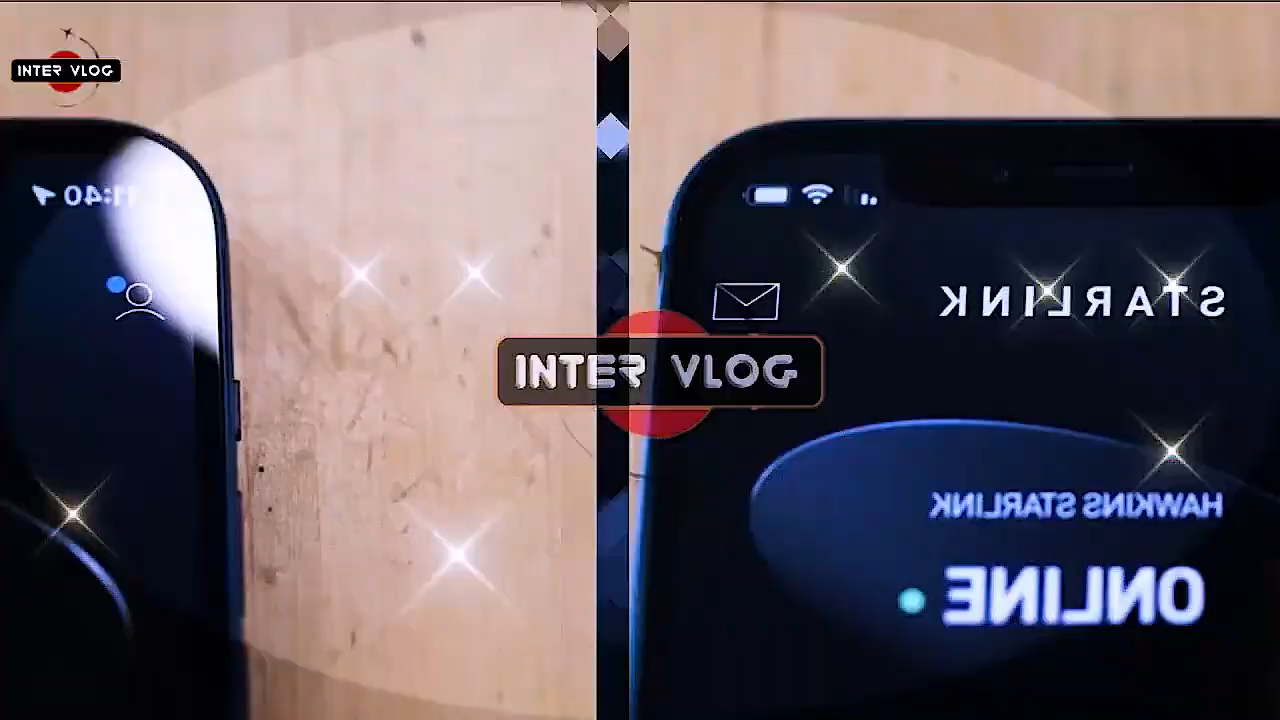 INTER VLOG
11:40
STARLINK
INTER VLOG
HAWKINS STARLINK
ONLINE